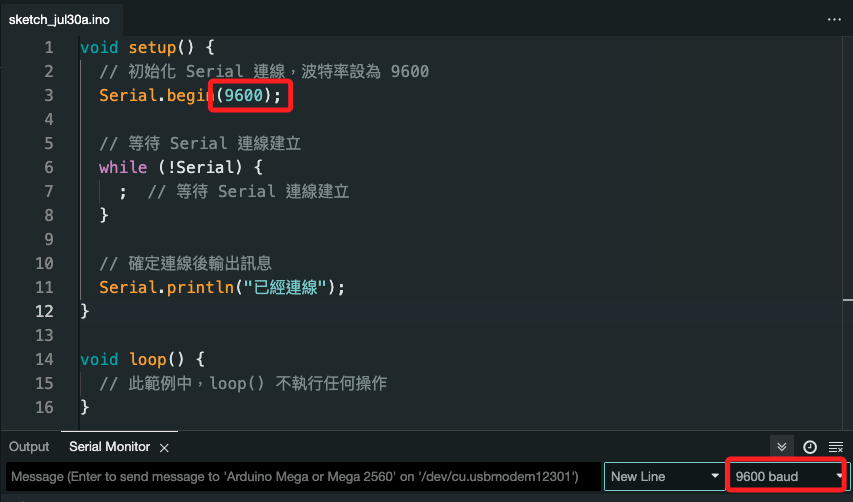 sketch_jul30a.ino
1 void setup() {
2 // 初始化 Serial 連線，波特率設為 9600
3 Serial.begin(9600);
4
5 // 等待 Serial 連線建立
6 while (!Serial) {
7 ; // 等待 Serial 連線建立
8 }
9
10 // 確定連線後輸出訊息
11 Serial.println("已經連線");
12 }
13
14 void loop() {
15 // 此範例中，loop() 不執行任何操作
16 }
Output Serial Monitor
Message (Enter to send message to 'Arduino Mega or Mega 2560' on '/dev/cu.usbmodem12301') New Line 9600 baud